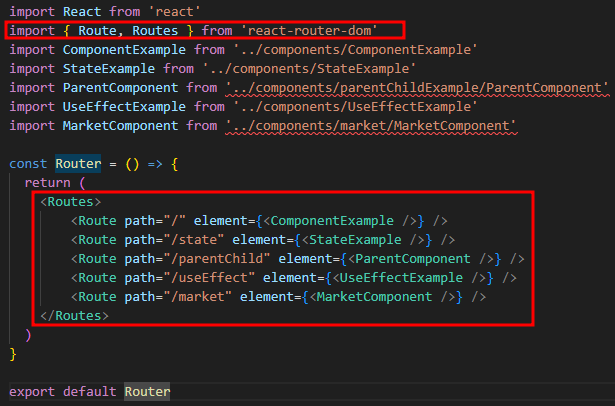 import React from 'react'
import { Route, Routes } from 'react-router-dom'
import ComponentExample from '../components/ComponentExample'
import StateExample from '../components/StateExample'
import ParentComponent from '../components/parentChildExample/ParentComponent'
import UseEffectExample from '../components/UseEffectExample'
import MarketComponent from '../components/market/MarketComponent'
const Router = () => {
return (
<Routes>
<Route path="/" element={<ComponentExample />} />
<Route path="/state" element={<StateExample />} />
<Route path="/parentChild" element={<ParentComponent />} />
<Route path="/useEffect" element={<UseEffectExample />} />
<Route path="/market" element={<MarketComponent />} />
</Routes>
)
}
export default Router